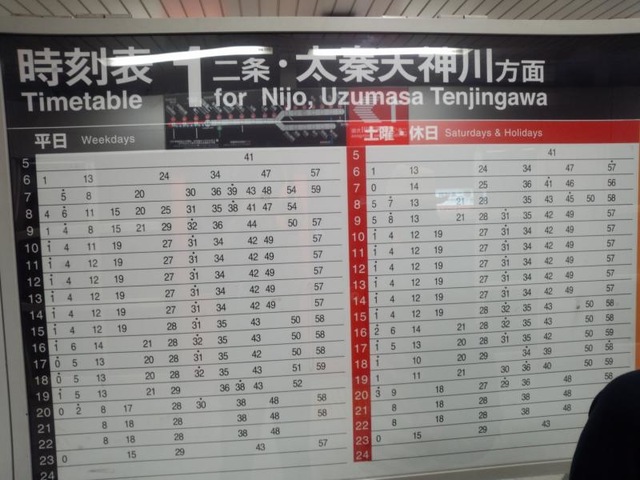 時刻表 1 二条・太秦天神川方面
Timetable for Nijo, Uzumasa Tenjingawa
平日 Weekdays
5 41
6 1 13 24 34 47 57
7 5 8 20 30 36 39 43 48 54 59
8 4 6 11 15 20 25 31 35 38 41 47 54
9 1 4 8 15 21 29 32 36 44 50 57
10 1 4 11 19 27 31 34 42 49 57
11 1 4 12 19 27 31 34 42 49 57
12 1 4 12 19 27 31 34 42 49 57
13 1 4 12 19 27 31 34 42 49 57
14 1 4 12 19 27 31 34 42 49 57
15 1 4 12 19 28 31 35 43 50 58
16 1 6 14 21 28 32 35 43 50 58
17 0 5 13 20 28 31 35 42 50 58
18 0 5 13 20 28 32 35 43 51 59
19 1 5 13 21 29 36 38 43 52
20 0 2 8 17 28 30 38 48 58
21 8 18 28 38 48 58
22 8 22 28 38 48
23 0 15 29 43 57
24
土曜・休日 Saturdays & Holidays
5 41
6 1 13 24 34 47 57
7 0 14 25 36 41 46 56
8 5 7 13 21 29 35 43 45 50 58
9 5 8 13 21 28 31 35 42 49 57
10 1 4 12 19 27 31 34 42 49 57
11 1 4 12 19 27 31 34 42 49 57
12 1 4 12 19 27 31 34 42 49 57
13 1 4 12 19 27 31 34 42 49 57
14 1 4 12 19 27 31 34 42 49 57
15 1 4 12 19 28 32 35 43 50 58
16 2 6 14 21 28 32 35 43 50 58
17 1 5 13 20 28 31 35 42 50 59
18 1 10 20 29 34 39 50 58
19 1 11 21 30 36 40 50 59
20 3 9 18 27 29 36 48 58
21 8 18 28 38 48 58
22 8 18 28 38 48
23 0 15 29 43
24